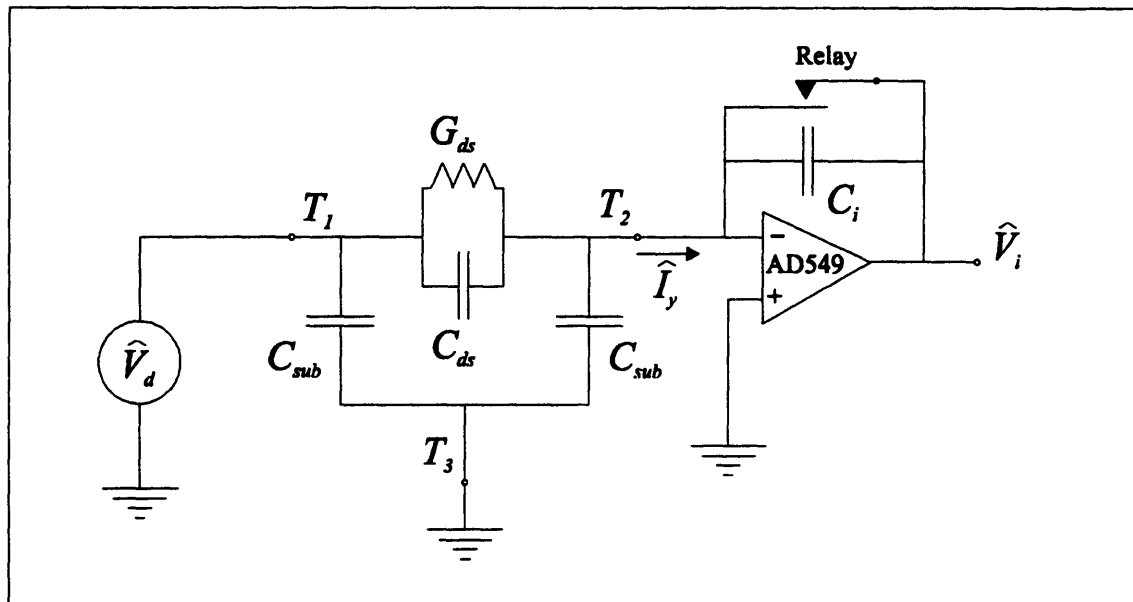 Relay
G_ds
C_i
T_1
T_2
Î_y
−
AD549
+
V̂_i
V̂_d
C_sub
C_ds
C_sub
T_3